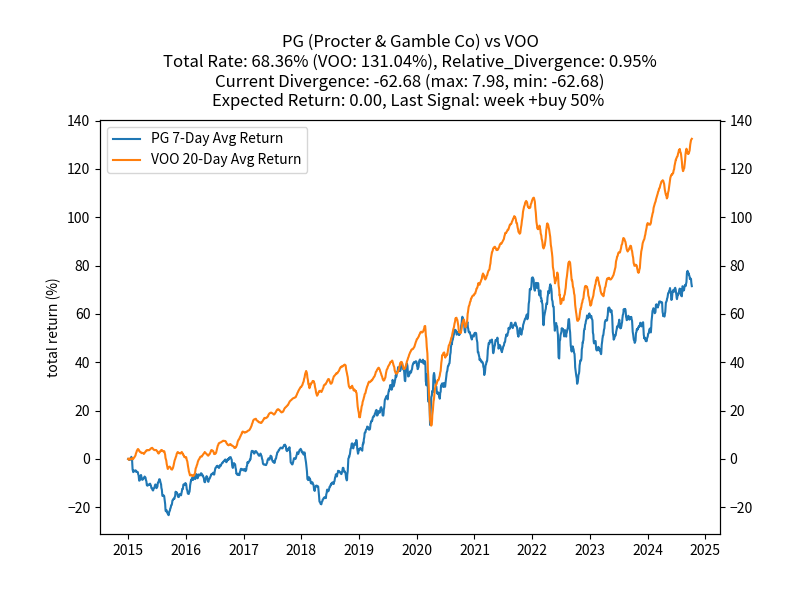 PG (Procter & Gamble Co) vs VOO
Total Rate: 68.36% (VOO: 131.04%), Relative_Divergence: 0.95%
Current Divergence: -62.68 (max: 7.98, min: -62.68)
Expected Return: 0.00, Last Signal: week +buy 50%
PG 7-Day Avg Return
VOO 20-Day Avg Return
total return (%)
140
120
100
80
60
40
20
0
−20
140
120
100
80
60
40
20
0
−20
2015 2016 2017 2018 2019 2020 2021 2022 2023 2024 2025